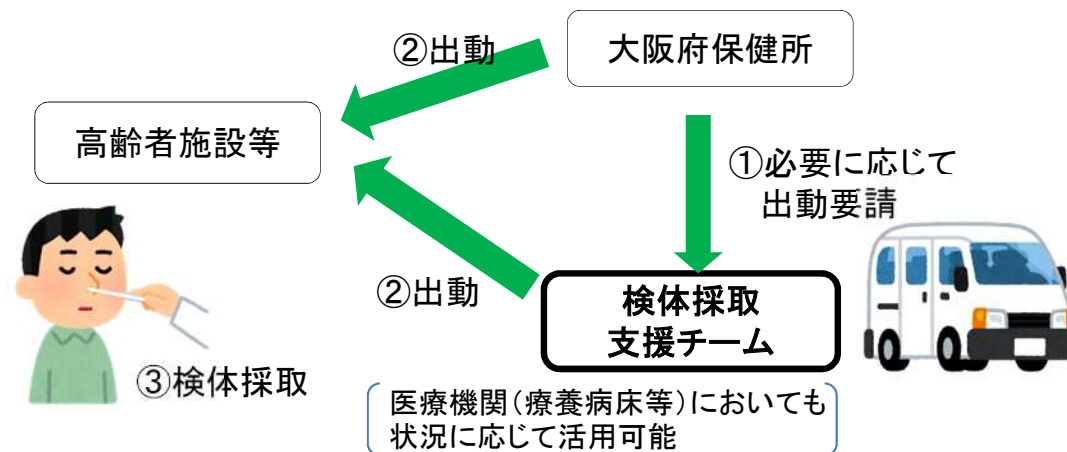 ②出動
大阪府保健所
高齢者施設等
①必要に応じて
出動要請
②出動
検体採取
支援チーム
③検体採取
医療機関(療養病床等)においても
状況に応じて活用可能